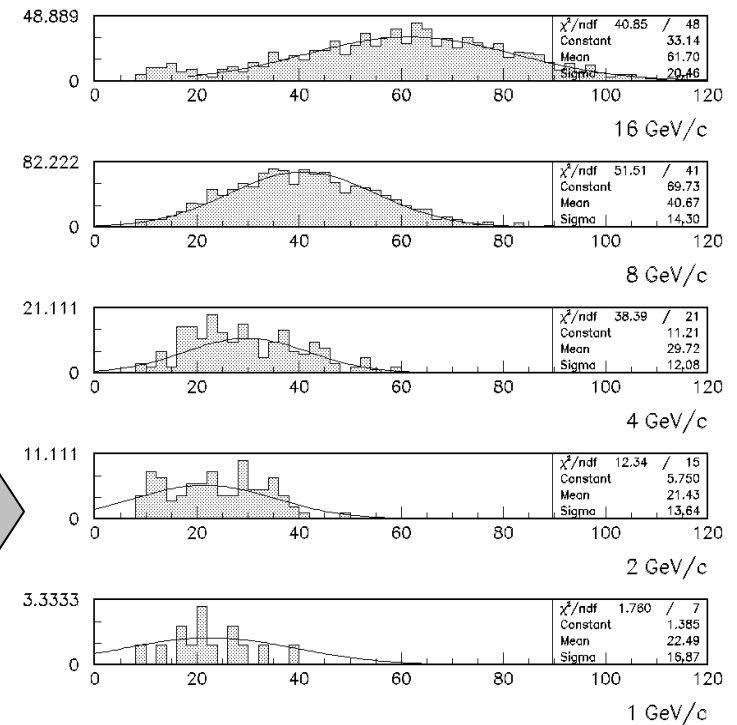 48.889
χ²/ndf 40.85 / 48
Constant 33.14
Mean 61.70
Sigma 20.46
0
0 20 40 60 80 100 120
16 GeV/c
82.222
χ²/ndf 51.51 / 41
Constant 69.73
Mean 40.67
Sigma 14.30
0
0 20 40 60 80 100 120
8 GeV/c
21.111
χ²/ndf 38.39 / 21
Constant 11.21
Mean 29.72
Sigma 12.08
0
0 20 40 60 80 100 120
4 GeV/c
11.111
χ²/ndf 12.34 / 15
Constant 5.750
Mean 21.43
Sigma 13.64
0
0 20 40 60 80 100 120
2 GeV/c
3.3333
χ²/ndf 1.760 / 7
Constant 1.385
Mean 22.49
Sigma 16.87
0
0 20 40 60 80 100 120
1 GeV/c